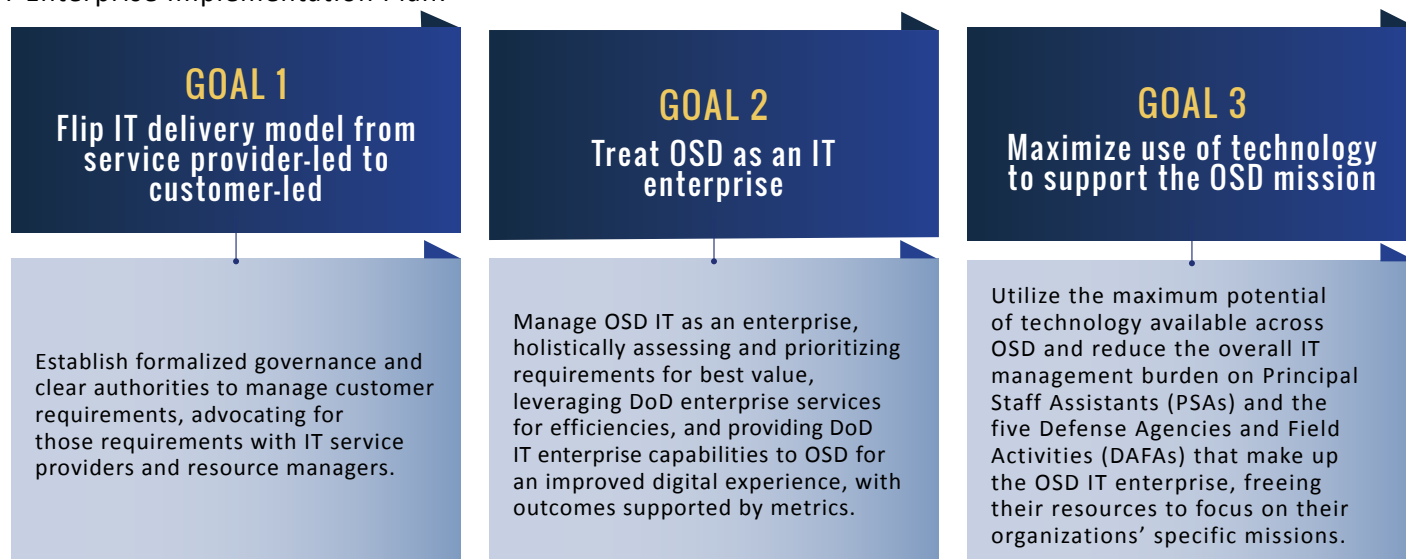 Enterprise Implementation Plan.
GOAL 1
Flip IT delivery model from
service provider-led to
customer-led
Establish formalized governance and
clear authorities to manage customer
requirements, advocating for
those requirements with IT service
providers and resource managers.
GOAL 2
Treat OSD as an IT
enterprise
Manage OSD IT as an enterprise,
holistically assessing and prioritizing
requirements for best value,
leveraging DoD enterprise services
for efficiencies, and providing DoD
IT enterprise capabilities to OSD for
an improved digital experience, with
outcomes supported by metrics.
GOAL 3
Maximize use of technology
to support the OSD mission
Utilize the maximum potential
of technology available across
OSD and reduce the overall IT
management burden on Principal
Staff Assistants (PSAs) and the
five Defense Agencies and Field
Activities (DAFAs) that make up
the OSD IT enterprise, freeing
their resources to focus on their
organizations’ specific missions.